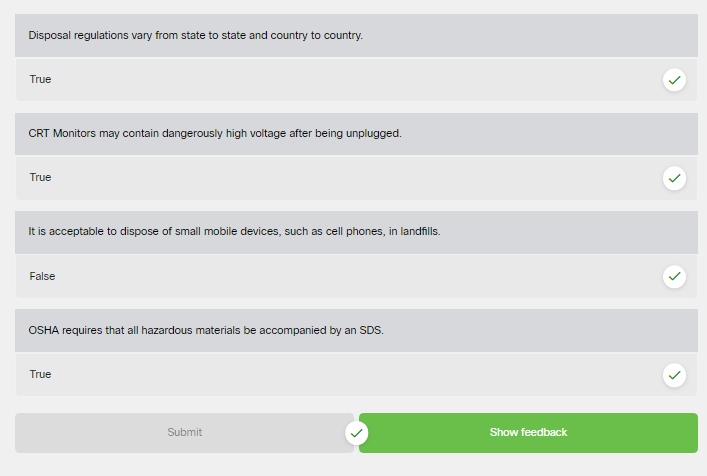 Disposal regulations vary from state to state and country to country.
True
CRT Monitors may contain dangerously high voltage after being unplugged.
True
It is acceptable to dispose of small mobile devices, such as cell phones, in landfills.
False
OSHA requires that all hazardous materials be accompanied by an SDS.
True
Submit
Show feedback